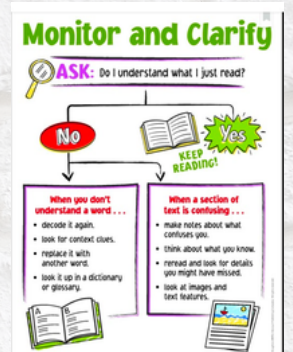 Monitor and Clarify
ASK: Do I understand what I just read?
No
Yes
KEEP
READING!
When you don't
understand a word . . .
• decode it again.
• look for context clues.
• replace it with
another word.
• look it up in a dictionary
or glossary.
When a section of
text is confusing . . .
• make notes about what
confuses you.
• think about what you know.
• reread and look for details
you might have missed.
• look at images and
text features.
A
B